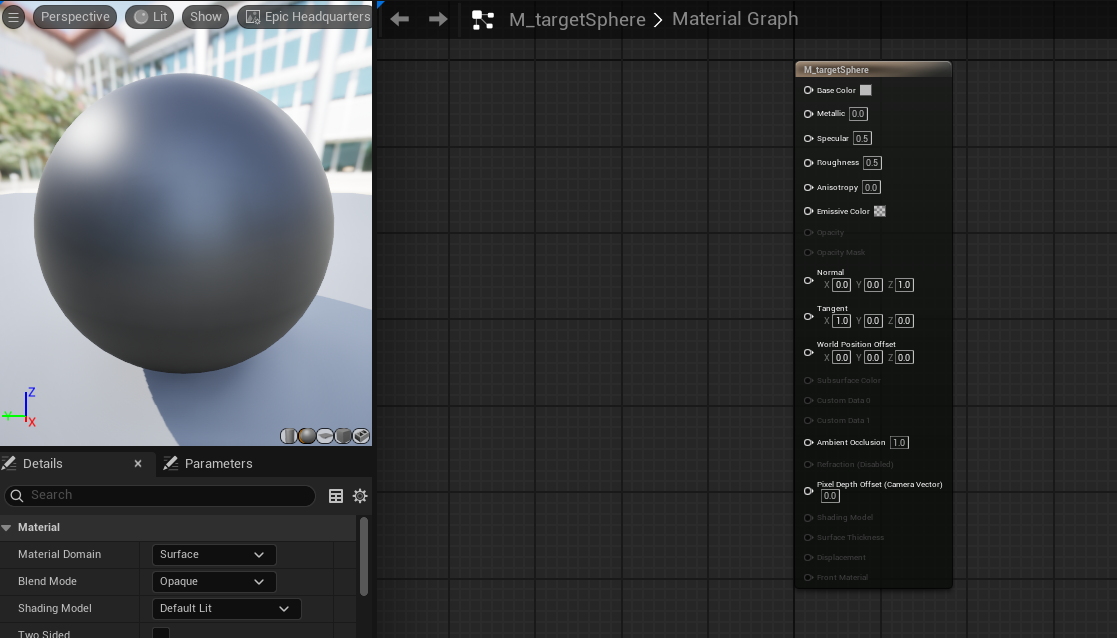 Perspective
Lit
Show
Epic Headquarters
M_targetSphere
Material Graph
M_targetSphere
Base Color
Metallic 0.0
Specular 0.5
Roughness 0.5
Anisotropy 0.0
Emissive Color
Opacity
Opacity Mask
Normal
X 0.0 Y 0.0 Z 1.0
Tangent
X 1.0 Y 0.0 Z 0.0
World Position Offset
X 0.0 Y 0.0 Z 0.0
Subsurface Color
Custom Data 0
Custom Data 1
Ambient Occlusion 1.0
Refraction (Disabled)
Pixel Depth Offset (Camera Vector)
0.0
Shading Model
Surface Thickness
Displacement
Front Material
Z
Y
X
Details
Parameters
Search
Material
Material Domain Surface
Blend Mode Opaque
Shading Model Default Lit
Two Sided